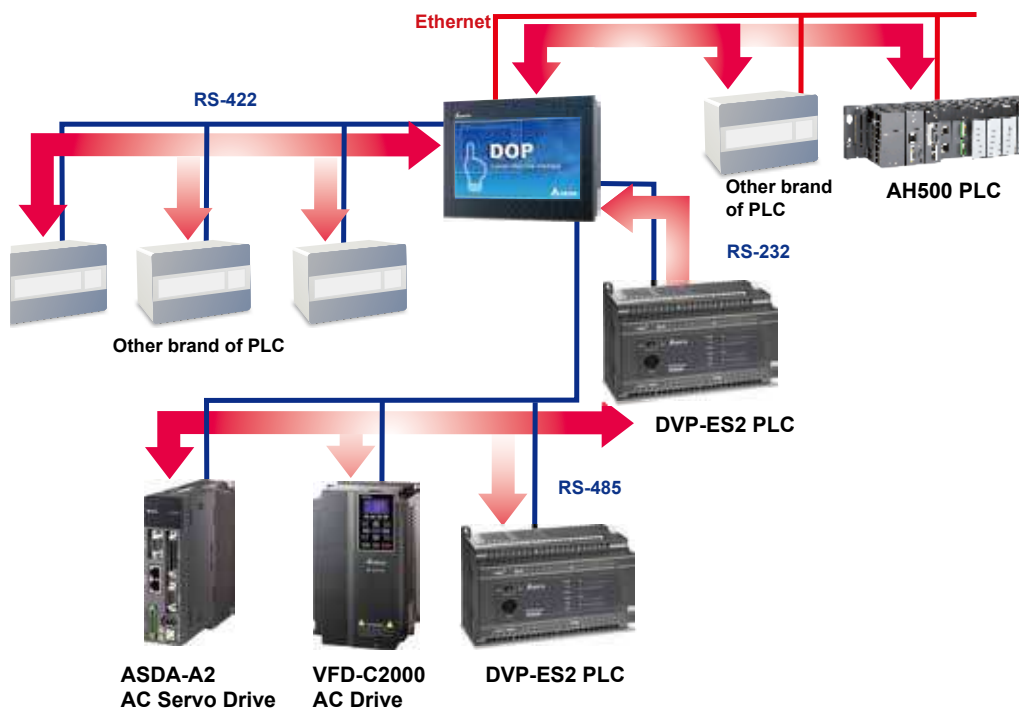 Ethernet
RS-422
DOP
Other brand
of PLC
AH500 PLC
RS-232
Other brand of PLC
DVP-ES2 PLC
RS-485
ASDA-A2
AC Servo Drive
VFD-C2000
AC Drive
DVP-ES2 PLC